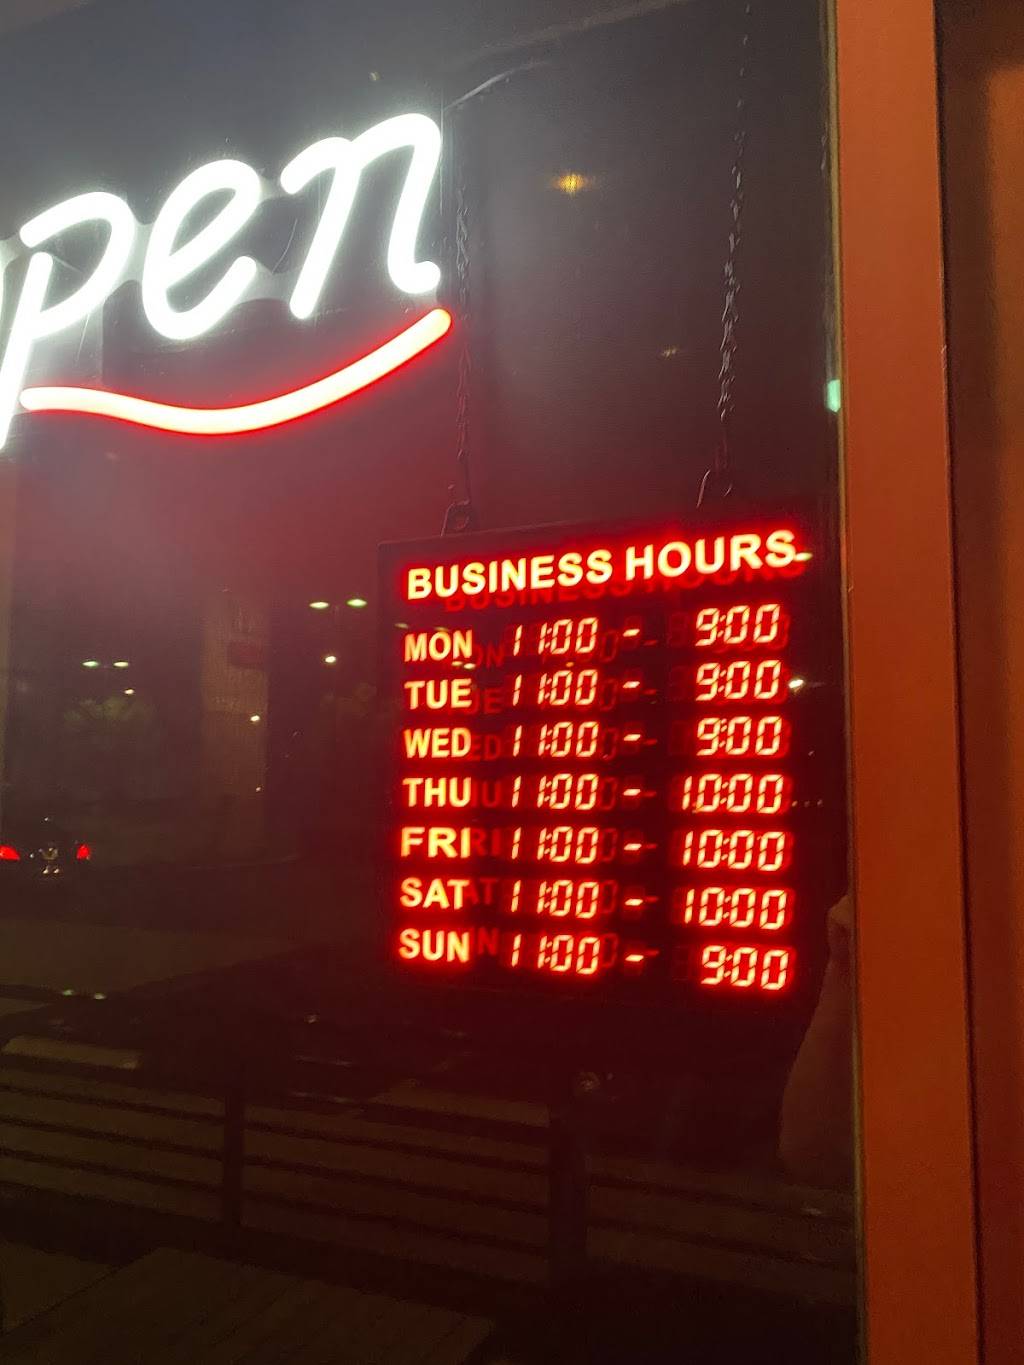 open
BUSINESS HOURS
MON 11:00 - 9:00
TUE 11:00 - 9:00
WED 11:00 - 9:00
THU 11:00 - 10:00
FRI 11:00 - 10:00
SAT 11:00 - 10:00
SUN 11:00 - 9:00